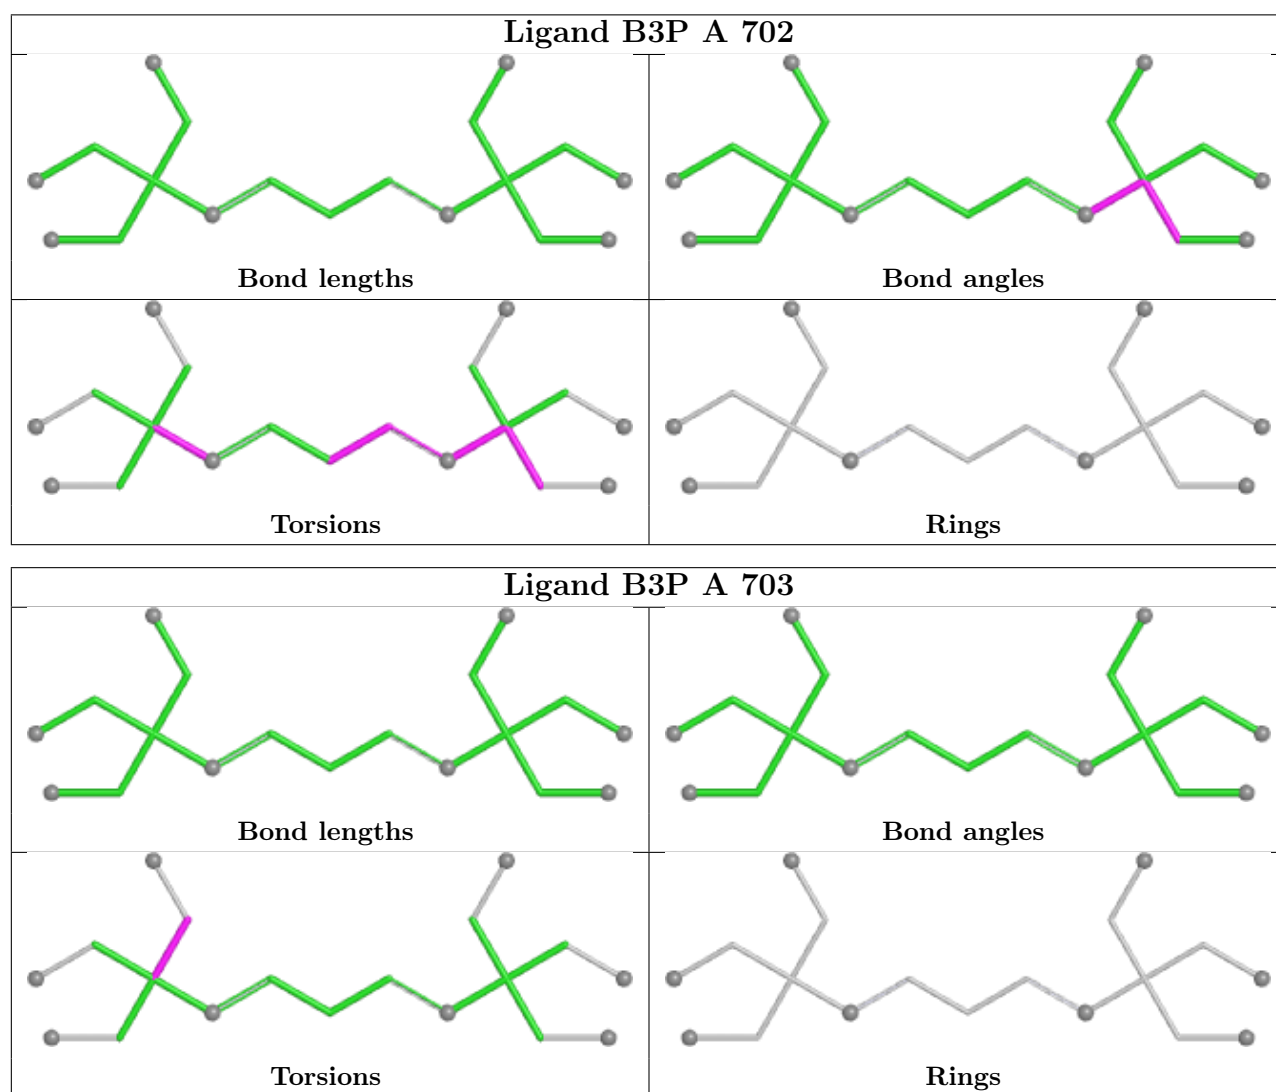 Ligand B3P A 702
Bond lengths
Bond angles
Torsions
Rings
Ligand B3P A 703
Bond lengths
Bond angles
Torsions
Rings